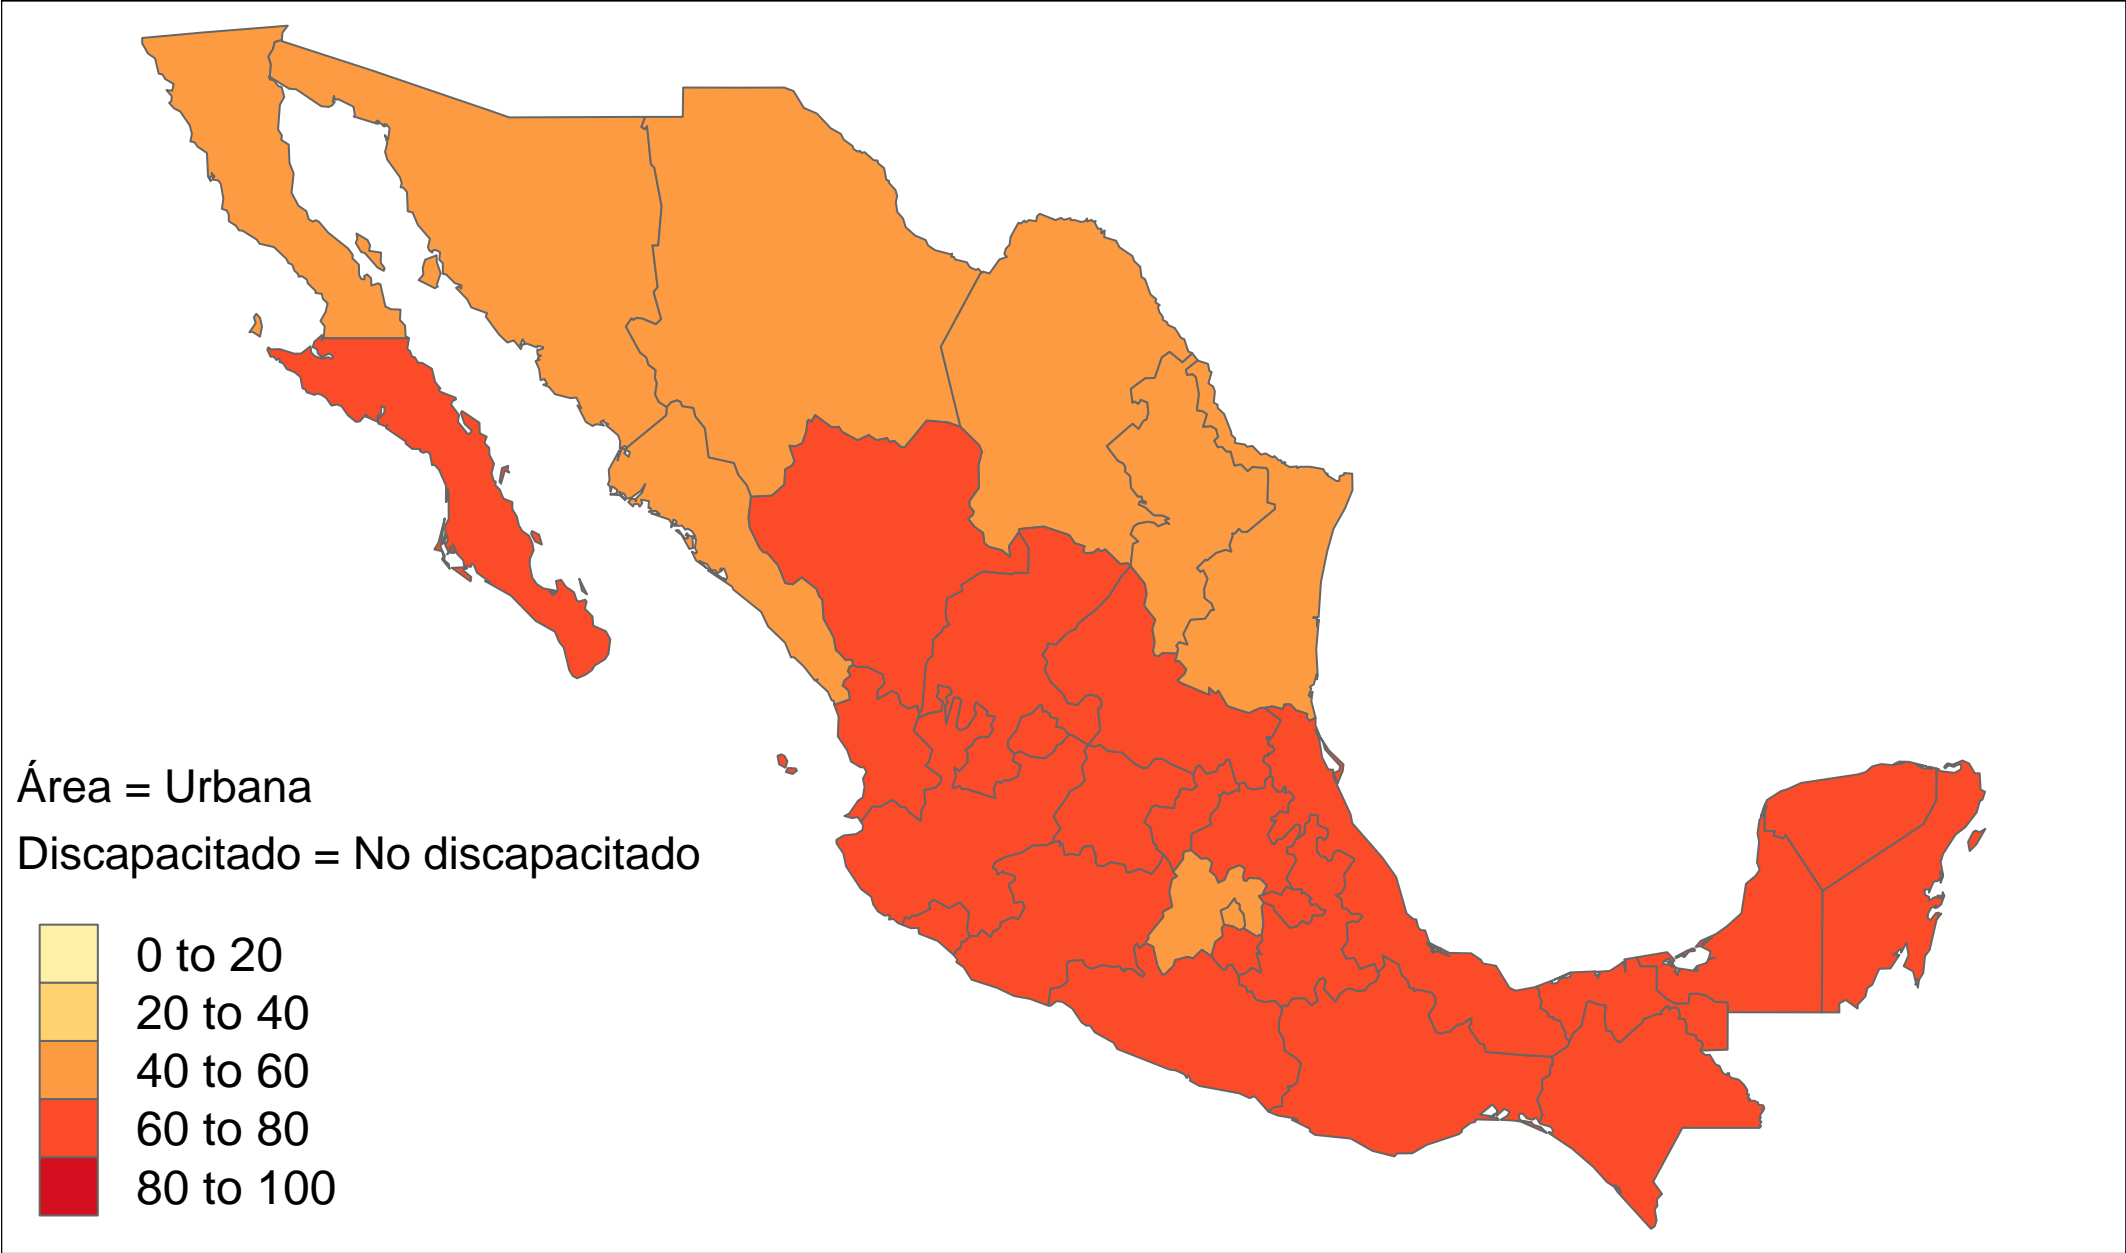 Área = Urbana
Discapacitado = No discapacitado
0 to 20
20 to 40
40 to 60
60 to 80
80 to 100